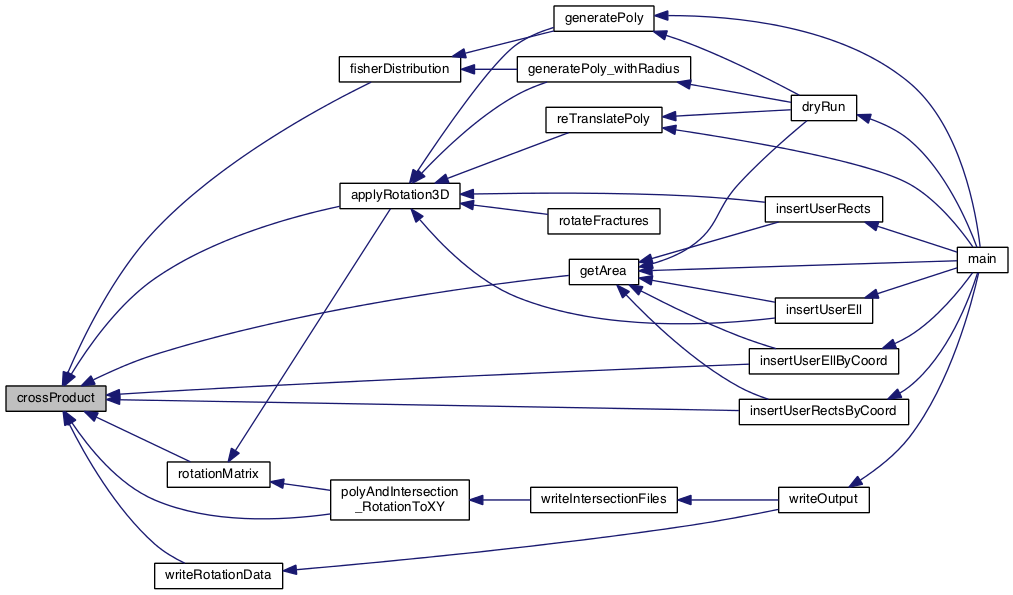 generatePoly
fisherDistribution
generatePoly_withRadius
dryRun
reTranslatePoly
applyRotation3D
insertUserRects
rotateFractures
main
getArea
insertUserEll
insertUserEllByCoord
crossProduct
insertUserRectsByCoord
rotationMatrix
polyAndIntersection
_RotationToXY
writeIntersectionFiles
writeOutput
writeRotationData